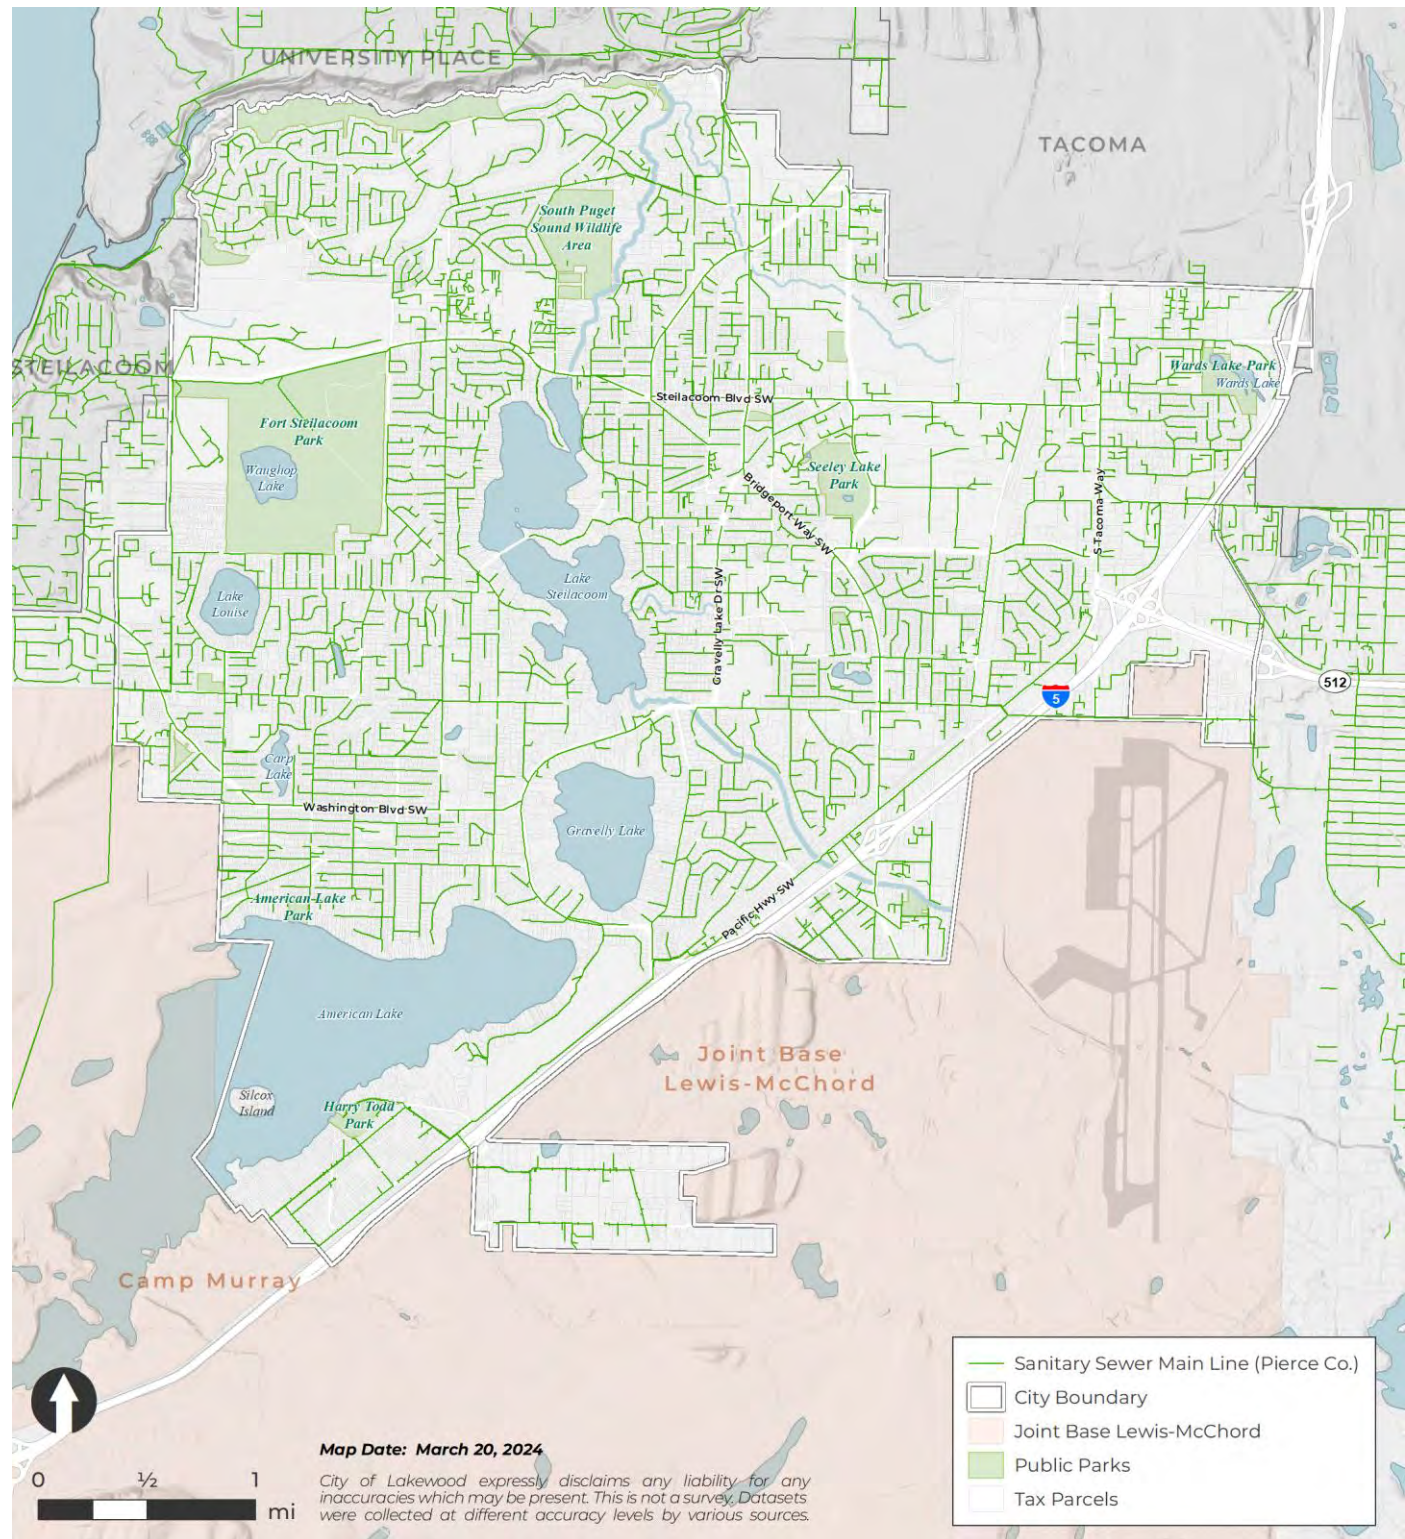 UNIVERSITY PLACE
TACOMA
South Puget
Sound Wildlife
Area
STEILACOOM
Wards Lake Park
Wards Lake
Steilacoom Blvd SW
Fort Steilacoom
Park
Waughop
Lake
Seeley Lake
Park
Bridgeport Way SW
S Tacoma Way
Lake
Steilacoom
Lake
Louise
Gravelly Lake Dr SW
512
5
Carp
Lake
Washington Blvd SW
Gravelly Lake
American Lake
Park
Pacific Hwy SW
American Lake
Joint Base
Lewis-McChord
Silcox
Island
Harry Todd
Park
Camp Murray
Sanitary Sewer Main Line (Pierce Co.)
City Boundary
Joint Base Lewis-McChord
Public Parks
Tax Parcels
0 ½ 1
mi
Map Date: March 20, 2024
City of Lakewood expressly disclaims any liability for any
inaccuracies which may be present. This is not a survey. Datasets
were collected at different accuracy levels by various sources.